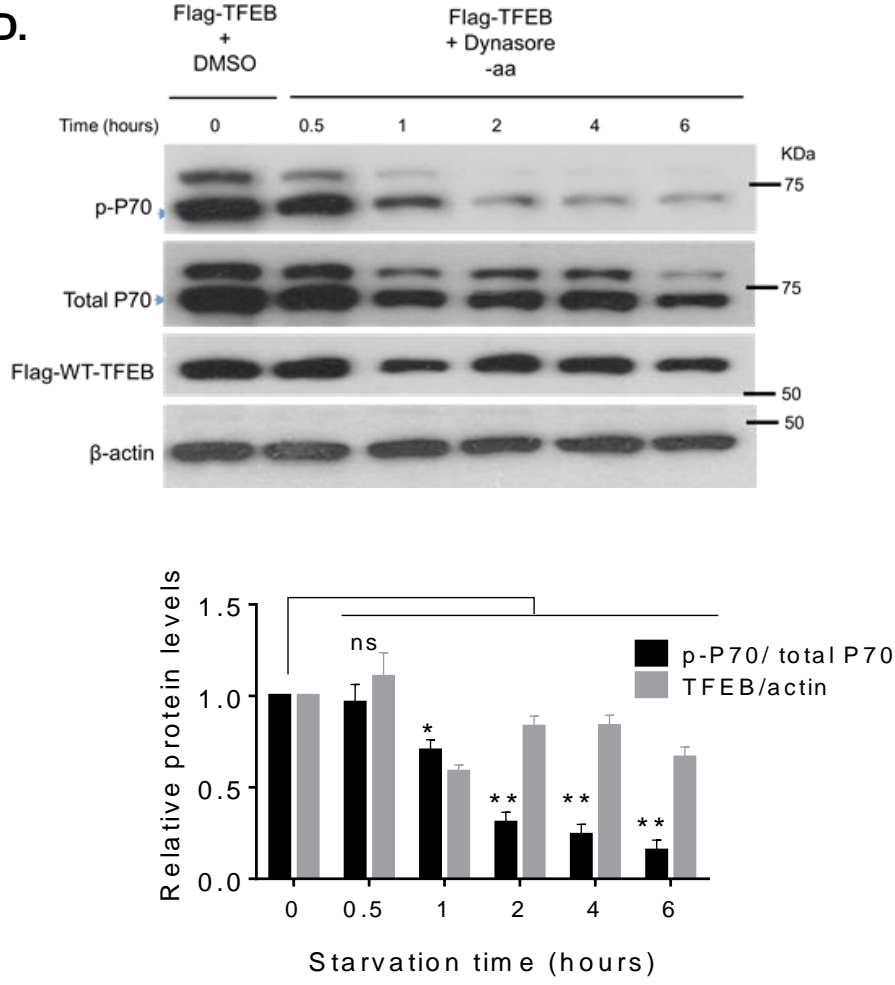 D.
Flag-TFEB
+
DMSO
Flag-TFEB
+ Dynasore
-aa
Time (hours) 0 0.5 1 2 4 6
KDa
p-P70
75
Total P70
75
Flag-WT-TFEB
50
50
β-actin
Relative protein levels
1.5
1.0
0.5
0.0
ns
*
**
**
**
p-P70/ total P70
TFEB/actin
0 0.5 1 2 4 6
Starvation time (hours)